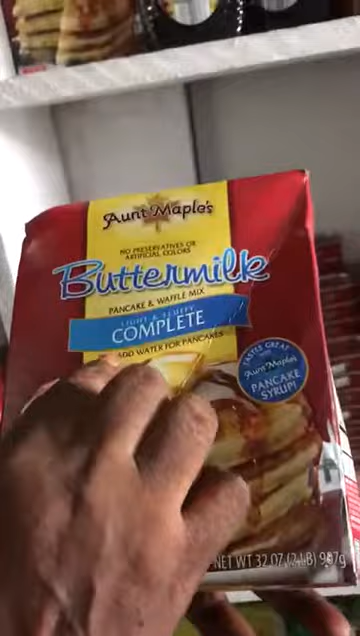 Aunt Maple's
NO PRESERVATIVES OR
ARTIFICIAL COLORS
Buttermilk
PANCAKE & WAFFLE MIX
LIGHT & FLUFFY
COMPLETE
ADD WATER FOR PANCAKES
TASTES GREAT
WITH
Aunt Maple's
PANCAKE
SYRUP!
NET WT 32 OZ (2 LB) 907g